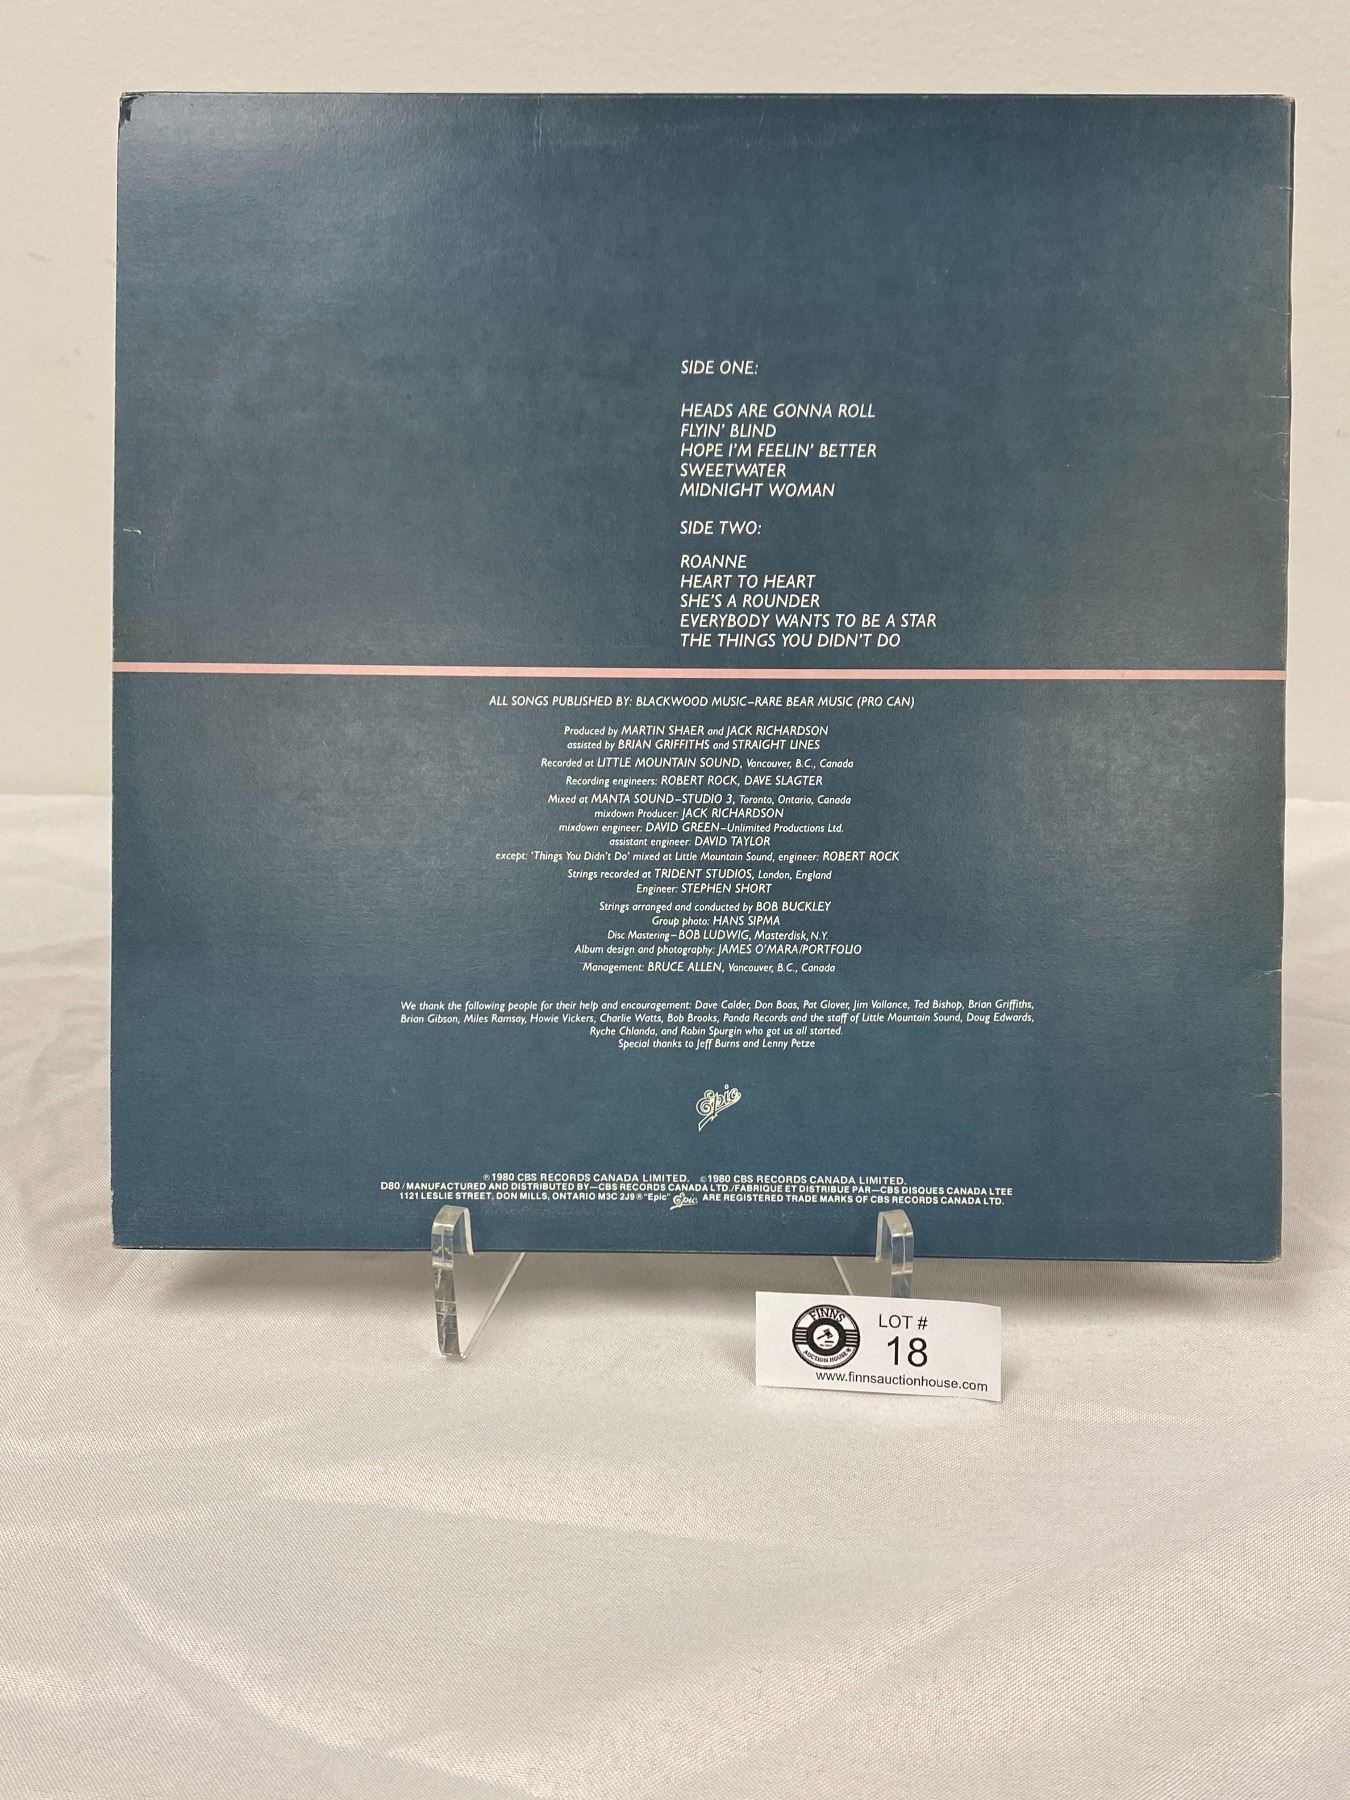 SIDE ONE:
HEADS ARE GONNA ROLL
FLYIN' BLIND
HOPE I'M FEELIN' BETTER
SWEETWATER
MIDNIGHT WOMAN
SIDE TWO:
ROANNE
HEART TO HEART
SHE'S A ROUNDER
EVERYBODY WANTS TO BE A STAR
THE THINGS YOU DIDN'T DO
ALL SONGS PUBLISHED BY: BLACKWOOD MUSIC–RARE BEAR MUSIC (PRO CAN)
Produced by MARTIN SHAER and JACK RICHARDSON
assisted by BRIAN GRIFFITHS and STRAIGHT LINES
Recorded at LITTLE MOUNTAIN SOUND, Vancouver, B.C., Canada
Recording engineers: ROBERT ROCK, DAVE SLAGTER
Mixed at MANTA SOUND–STUDIO 3, Toronto, Ontario, Canada
mixdown Producer: JACK RICHARDSON
mixdown engineer: DAVID GREEN–Unlimited Productions Ltd.
assistant engineer: DAVID TAYLOR
except: 'Things You Didn't Do' mixed at Little Mountain Sound, engineer: ROBERT ROCK
Strings recorded at TRIDENT STUDIOS, London, England
Engineer: STEPHEN SHORT
Strings arranged and conducted by BOB BUCKLEY
Group photo: HANS SIPMA
Disc Mastering–BOB LUDWIG, Masterdisk, N.Y.
Album design and photography: JAMES O'MARA/PORTFOLIO
Management: BRUCE ALLEN, Vancouver, B.C., Canada
We thank the following people for their help and encouragement: Dave Calder, Don Boas, Pat Glover, Jim Vallance, Ted Bishop, Brian Griffiths,
Brian Gibson, Miles Ramsay, Howie Vickers, Charlie Watts, Bob Brooks, Panda Records and the staff of Little Mountain Sound, Doug Edwards,
Ryche Chlanda, and Robin Spurgin who got us all started.
Special thanks to Jeff Burns and Lenny Petze
Epic
℗ 1980 CBS RECORDS CANADA LIMITED. © 1980 CBS RECORDS CANADA LIMITED.
D80 / MANUFACTURED AND DISTRIBUTED BY—CBS RECORDS CANADA LTD./FABRIQUE ET DISTRIBUE PAR—CBS DISQUES CANADA LTEE
1121 LESLIE STREET, DON MILLS, ONTARIO M3C 2J9 ® "Epic" Epic ARE REGISTERED TRADE MARKS OF CBS RECORDS CANADA LTD.
FINNS
AUCTION HOUSE
LOT #
18
www.finnsauctionhouse.com